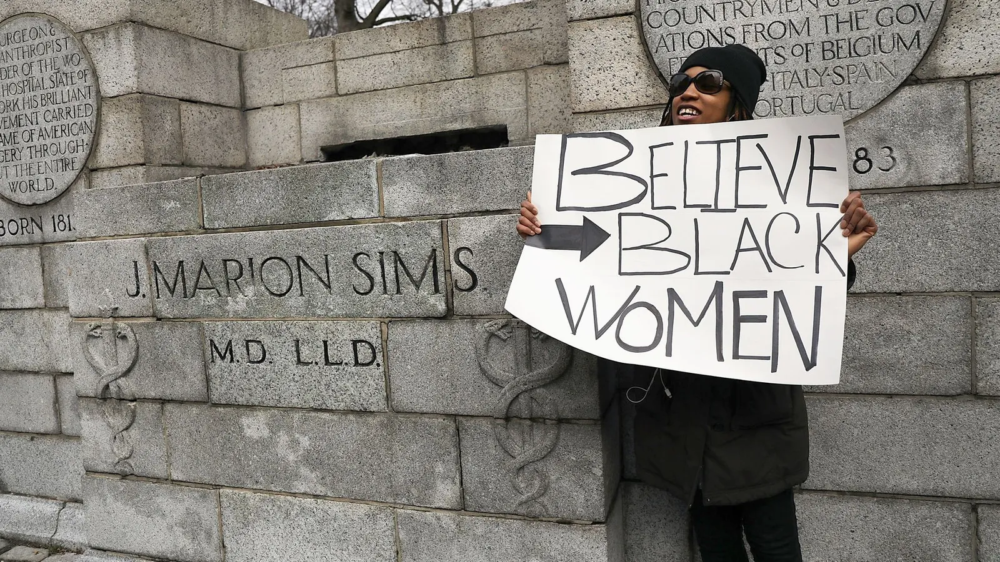 URGEON &
ANTHROPIST
DER OF THE WO-
HOSPITAL STATE OF
ORK HIS BRILLIANT
VEMENT CARRIED
AME OF AMERICAN
GERY THROUGH-
UT THE ENTIRE
WORLD.
BORN 181
J. MARION SIMS.
M.D. L.L.D.
COUNTRYMEN & DE
ATIONS FROM THE GOV
TS OF BELGIUM
ITALY·SPAIN
ORTUGAL
83
BELIEVE
BLACK
WOMEN